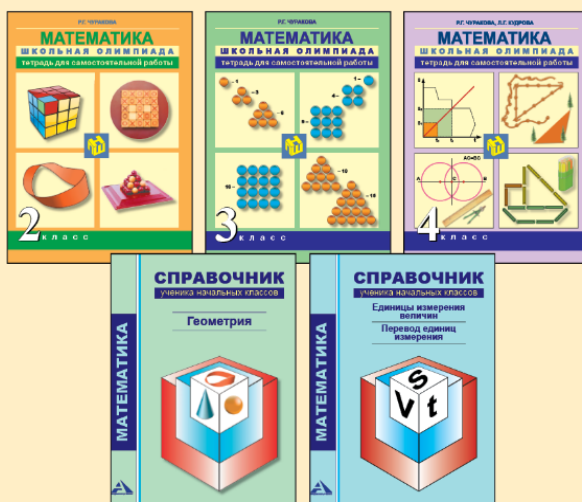 Р.Г. ЧУРАКОВА
МАТЕМАТИКА
ШКОЛЬНАЯ ОЛИМПИАДА
тетрадь для самостоятельной работы
2 класс
Р.Г. ЧУРАКОВА
МАТЕМАТИКА
ШКОЛЬНАЯ ОЛИМПИАДА
тетрадь для самостоятельной работы
3 класс
Р.Г. ЧУРАКОВА, Л.Г. КУДРОВА
МАТЕМАТИКА
ШКОЛЬНАЯ ОЛИМПИАДА
тетрадь для самостоятельной работы
AC=BC
A C B
4 класс
СПРАВОЧНИК
ученика начальных классов
Геометрия
МАТЕМАТИКА
СПРАВОЧНИК
ученика начальных классов
Единицы измерения
величин
Перевод единиц
измерения
МАТЕМАТИКА
S
V t